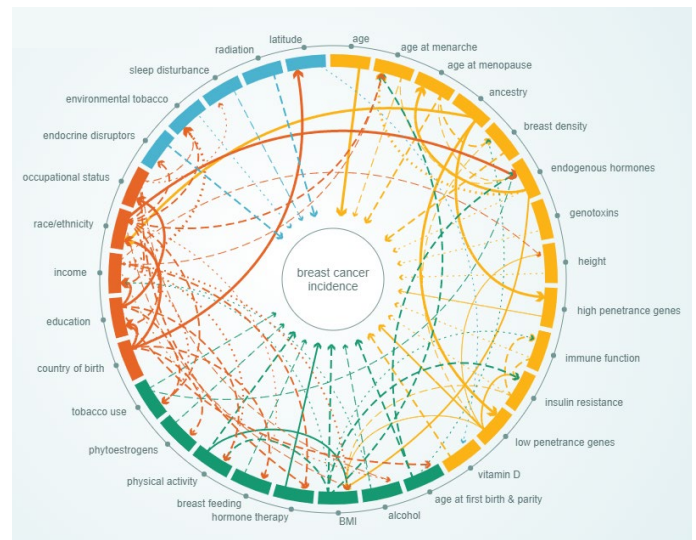 latitude
age
radiation
age at menarche
sleep disturbance
age at menopause
environmental tobacco
ancestry
endocrine disruptors
breast density
occupational status
endogenous hormones
race/ethnicity
genotoxins
income
height
breast cancer
incidence
education
high penetrance genes
country of birth
immune function
tobacco use
insulin resistance
phytoestrogens
low penetrance genes
physical activity
vitamin D
breast feeding
age at first birth & parity
hormone therapy
alcohol
BMI